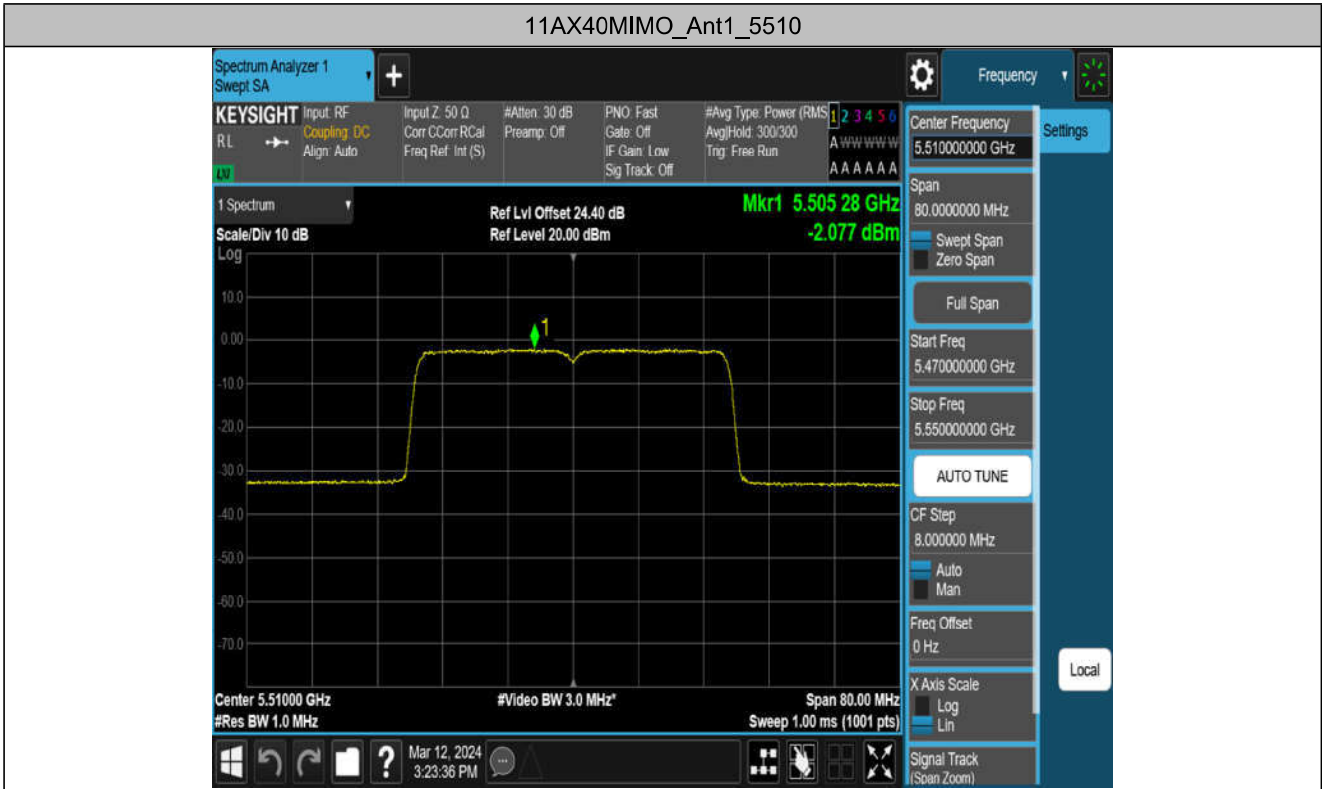 11AX40MIMO_Ant1_5510
Spectrum Analyzer 1
Swept SA
+
Frequency
KEYSIGHT
RL
LXI
Input: RF
Coupling: DC
Align: Auto
Input Z: 50 Ω
Corr CCorr RCal
Freq Ref: Int (S)
#Atten: 30 dB
Preamp: Off
PNO: Fast
Gate: Off
IF Gain: Low
Sig Track: Off
#Avg Type: Power (RMS
Avg|Hold: 300/300
Trig: Free Run
1 2 3 4 5 6
A W W W W W
A A A A A A
1 Spectrum
Scale/Div 10 dB
Log
Ref Lvl Offset 24.40 dB
Ref Level 20.00 dBm
Mkr1 5.505 28 GHz
-2.077 dBm
10.0
0.00
-10.0
-20.0
-30.0
-40.0
-50.0
-60.0
-70.0
1
Center 5.51000 GHz
#Res BW 1.0 MHz
#Video BW 3.0 MHz*
Span 80.00 MHz
Sweep 1.00 ms (1001 pts)
?
Mar 12, 2024
3:23:36 PM
Center Frequency
5.510000000 GHz
Span
80.0000000 MHz
Swept Span
Zero Span
Full Span
Start Freq
5.470000000 GHz
Stop Freq
5.550000000 GHz
AUTO TUNE
CF Step
8.000000 MHz
Auto
Man
Freq Offset
0 Hz
X Axis Scale
Log
Lin
Signal Track
(Span Zoom)
Settings
Local